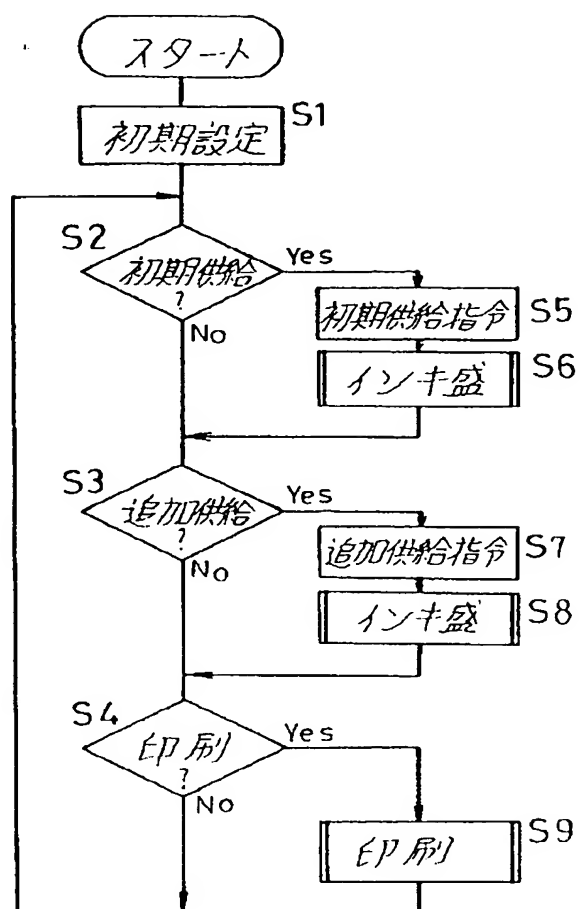 スタート
S1
初期設定
S2
初期供給
?
Yes
No
初期供給指令
S5
インキ盛
S6
S3
追加供給
?
Yes
No
追加供給指令
S7
インキ盛
S8
S4
印刷
?
Yes
No
印刷
S9